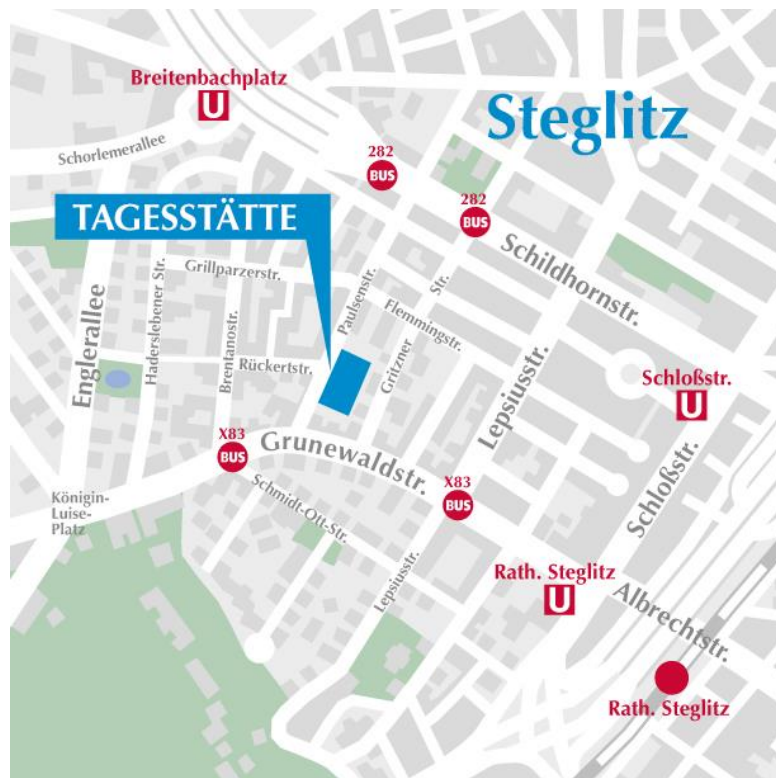 Breitenbachplatz
U
Steglitz
Schorlemerallee
282
BUS
282
BUS
TAGESSTÄTTE
Schildhornstr.
Grillparzerstr.
Paulsenstr.
Str.
Flemmingstr.
Englerallee
Haderslebener Str.
Brentanostr.
Rückertstr.
Gritzner
Lepsiusstr.
Schloßstr.
U
X83
BUS
Grunewaldstr.
Schloßstr.
X83
BUS
Königin-
Luise-
Platz
Schmidt-Ott-Str.
Lepsiusstr.
Rath. Steglitz
U
Albrechtstr.
Rath. Steglitz